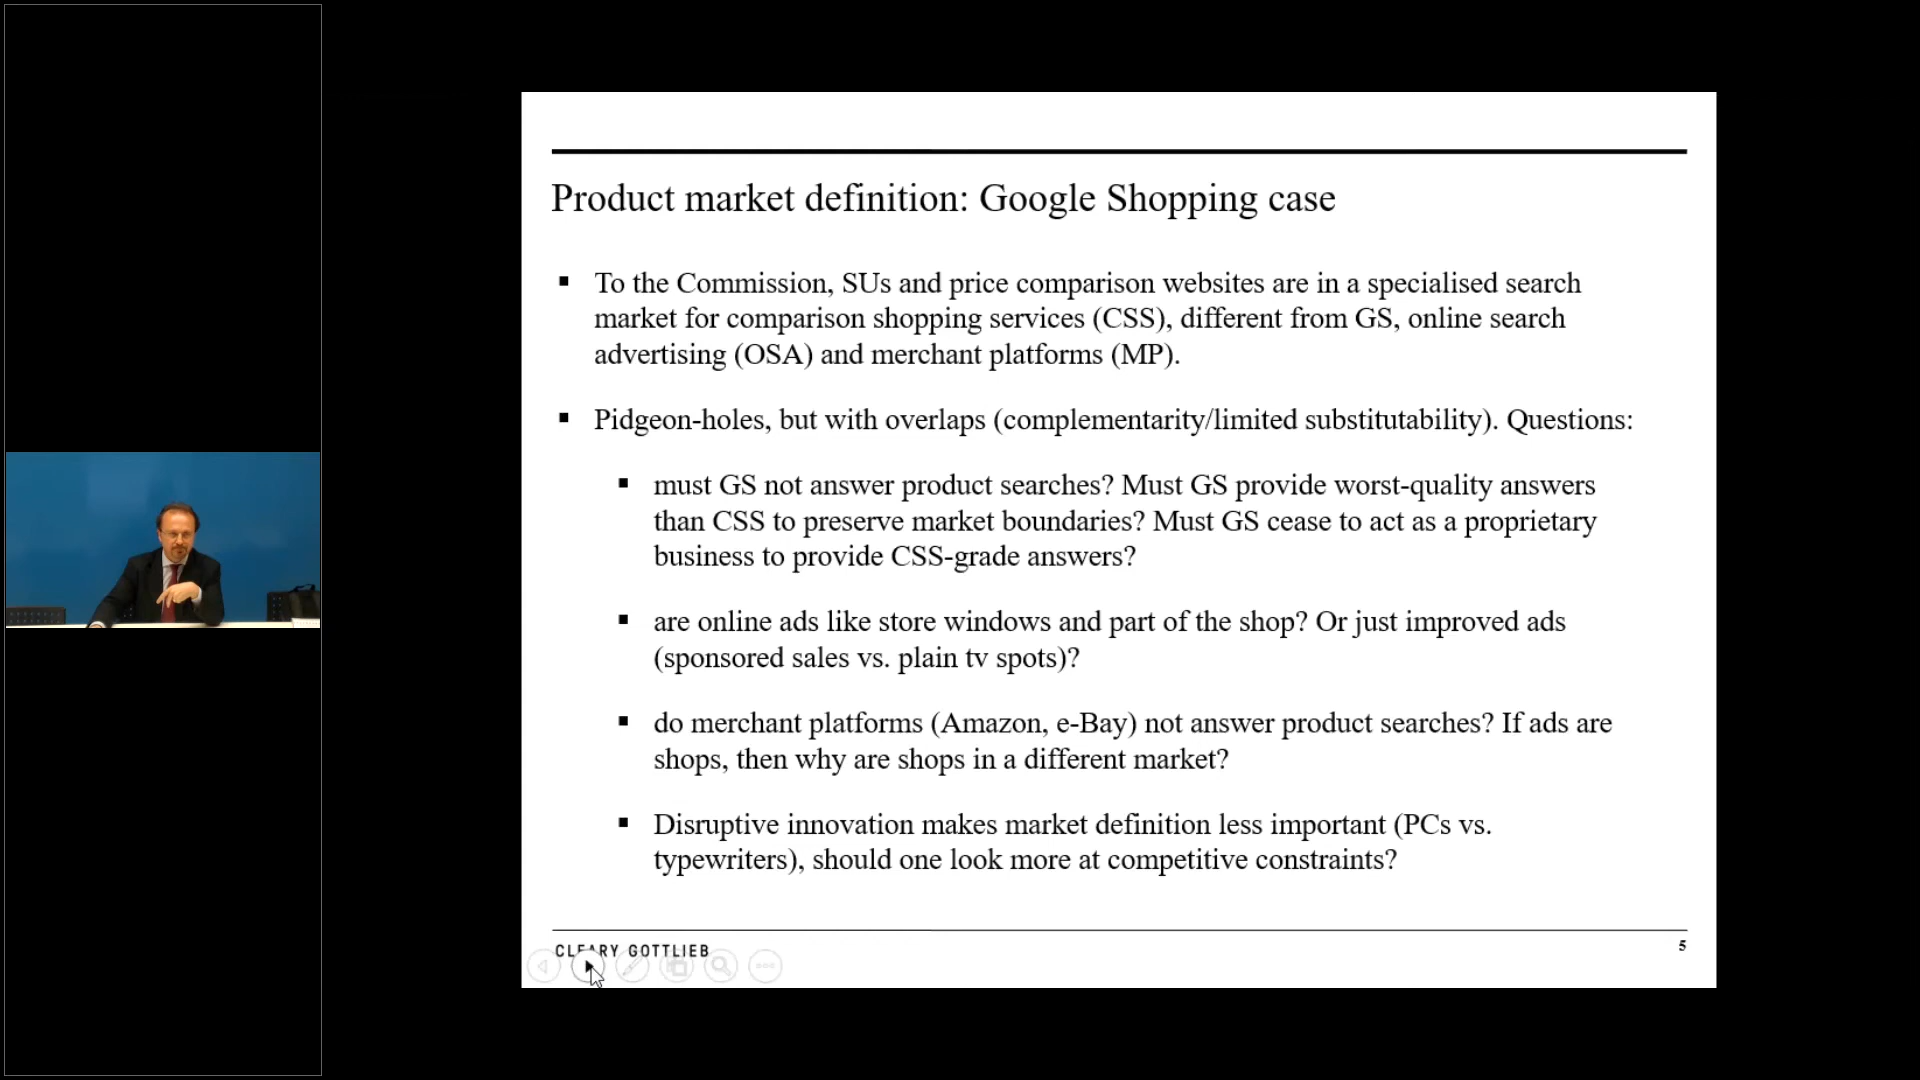 Product market definition: Google Shopping case
▪ To the Commission, SUs and price comparison websites are in a specialised search
market for comparison shopping services (CSS), different from GS, online search
advertising (OSA) and merchant platforms (MP).
▪ Pidgeon-holes, but with overlaps (complementarity/limited substitutability). Questions:
▪ must GS not answer product searches? Must GS provide worst-quality answers
than CSS to preserve market boundaries? Must GS cease to act as a proprietary
business to provide CSS-grade answers?
▪ are online ads like store windows and part of the shop? Or just improved ads
(sponsored sales vs. plain tv spots)?
▪ do merchant platforms (Amazon, e-Bay) not answer product searches? If ads are
shops, then why are shops in a different market?
▪ Disruptive innovation makes market definition less important (PCs vs.
typewriters), should one look more at competitive constraints?
CLEARY GOTTLIEB
5